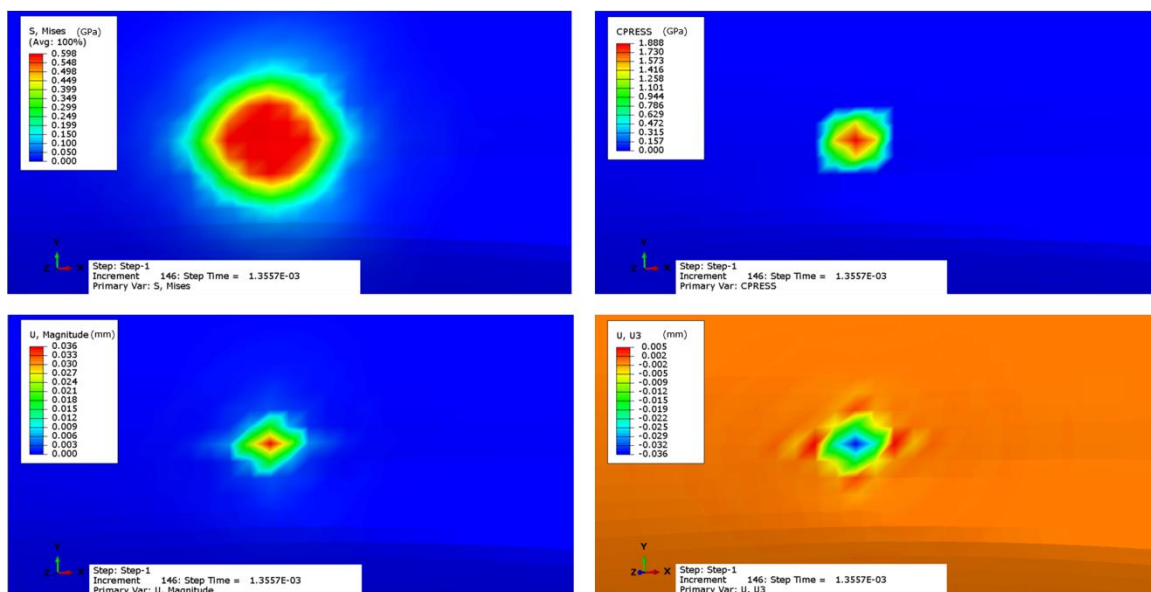 S, Mises (GPa)
(Avg: 100%)
0.598
0.548
0.498
0.449
0.399
0.349
0.299
0.249
0.199
0.150
0.100
0.050
0.000
Y
Z X
Step: Step-1
Increment 146: Step Time = 1.3557E-03
Primary Var: S, Mises
CPRESS (GPa)
1.888
1.730
1.573
1.416
1.258
1.101
0.944
0.786
0.629
0.472
0.315
0.157
0.000
Y
Z X
Step: Step-1
Increment 146: Step Time = 1.3557E-03
Primary Var: CPRESS
U, Magnitude (mm)
0.036
0.033
0.030
0.027
0.024
0.021
0.018
0.015
0.012
0.009
0.006
0.003
0.000
Y
Z X
Step: Step-1
Increment 146: Step Time = 1.3557E-03
Primary Var: U, Magnitude
U, U3 (mm)
0.005
0.002
-0.002
-0.005
-0.009
-0.012
-0.015
-0.019
-0.022
-0.025
-0.029
-0.032
-0.036
Y
Z X
Step: Step-1
Increment 146: Step Time = 1.3557E-03
Primary Var: U, U3